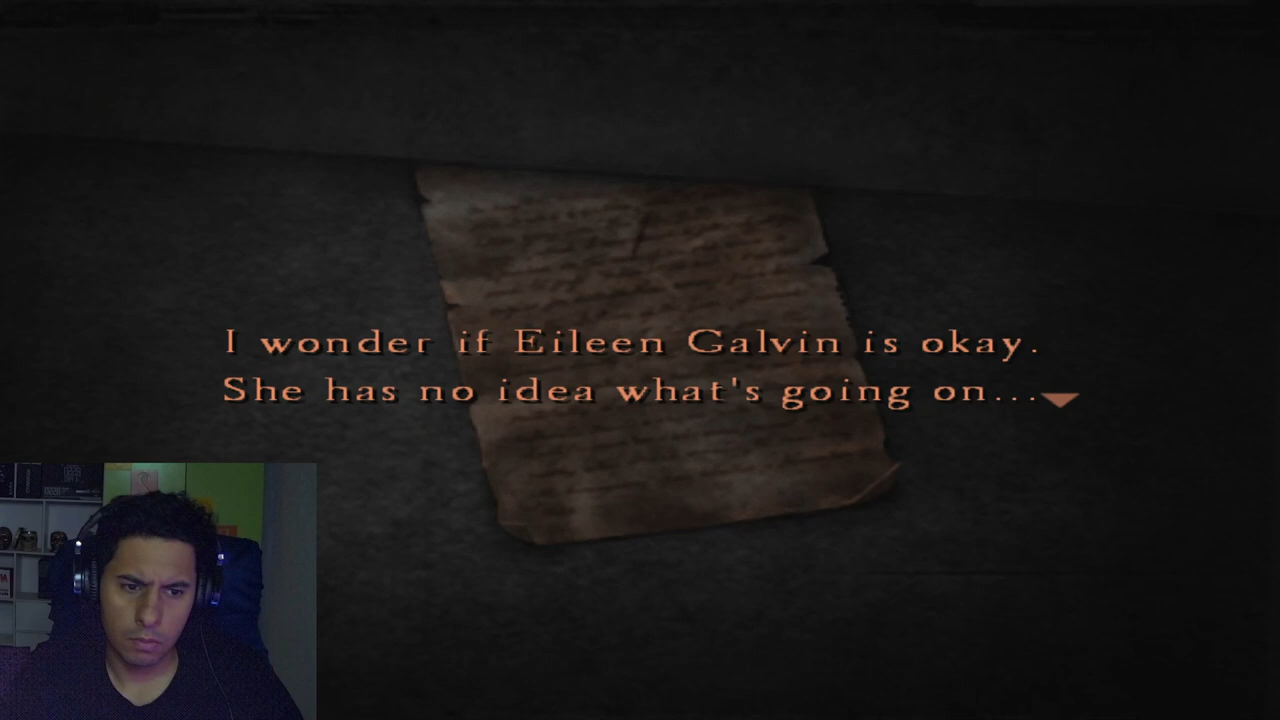 I wonder if Eileen Galvin is okay.
She has no idea what's going on...